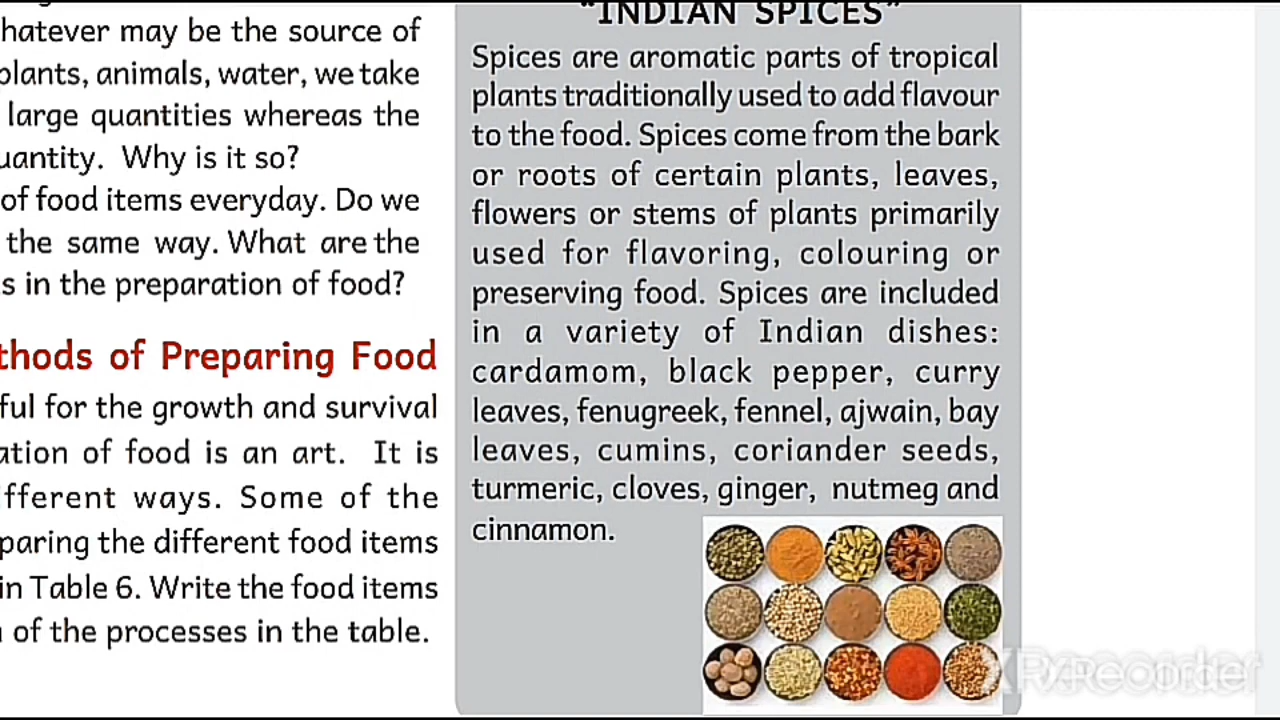 hatever may be the source of
plants, animals, water, we take
large quantities whereas the
uantity. Why is it so?
of food items everyday. Do we
the same way. What are the
s in the preparation of food?
thods of Preparing Food
ful for the growth and survival
ation of food is an art. It is
ifferent ways. Some of the
paring the different food items
in Table 6. Write the food items
of the processes in the table.
"INDIAN SPICES"
Spices are aromatic parts of tropical
plants traditionally used to add flavour
to the food. Spices come from the bark
or roots of certain plants, leaves,
flowers or stems of plants primarily
used for flavoring, colouring or
preserving food. Spices are included
in a variety of Indian dishes:
cardamom, black pepper, curry
leaves, fenugreek, fennel, ajwain, bay
leaves, cumins, coriander seeds,
turmeric, cloves, ginger, nutmeg and
cinnamon.